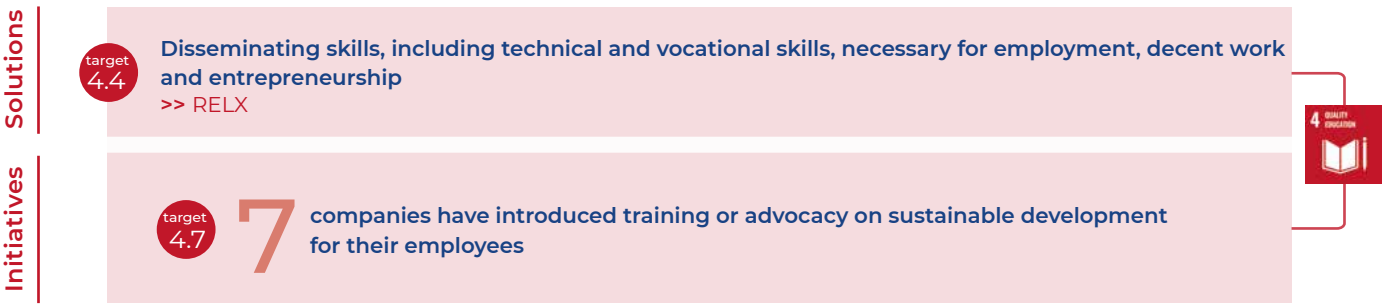 Solutions
target
4.4
Disseminating skills, including technical and vocational skills, necessary for employment, decent work
and entrepreneurship
>> RELX
4 QUALITY
EDUCATION
Initiatives
target
4.7
7
companies have introduced training or advocacy on sustainable development
for their employees